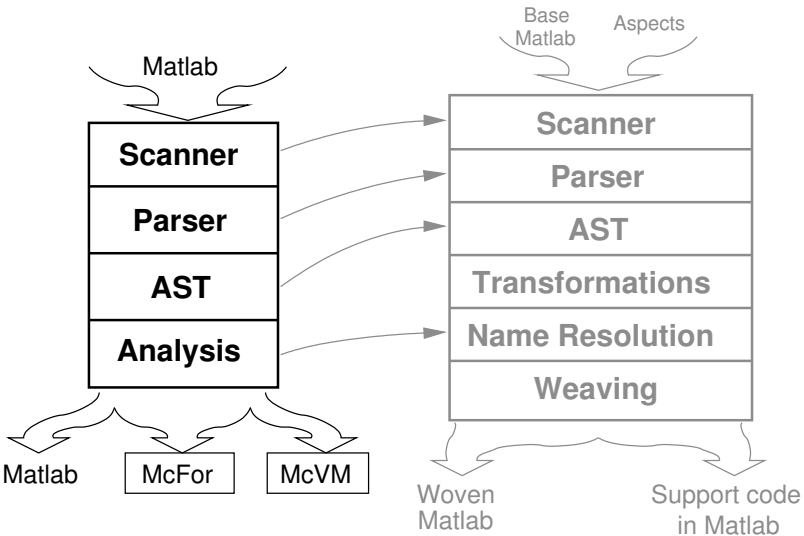 Matlab
Scanner
Parser
AST
Analysis
Matlab
McFor
McVM
Base
Matlab
Aspects
Scanner
Parser
AST
Transformations
Name Resolution
Weaving
Woven
Matlab
Support code
in Matlab